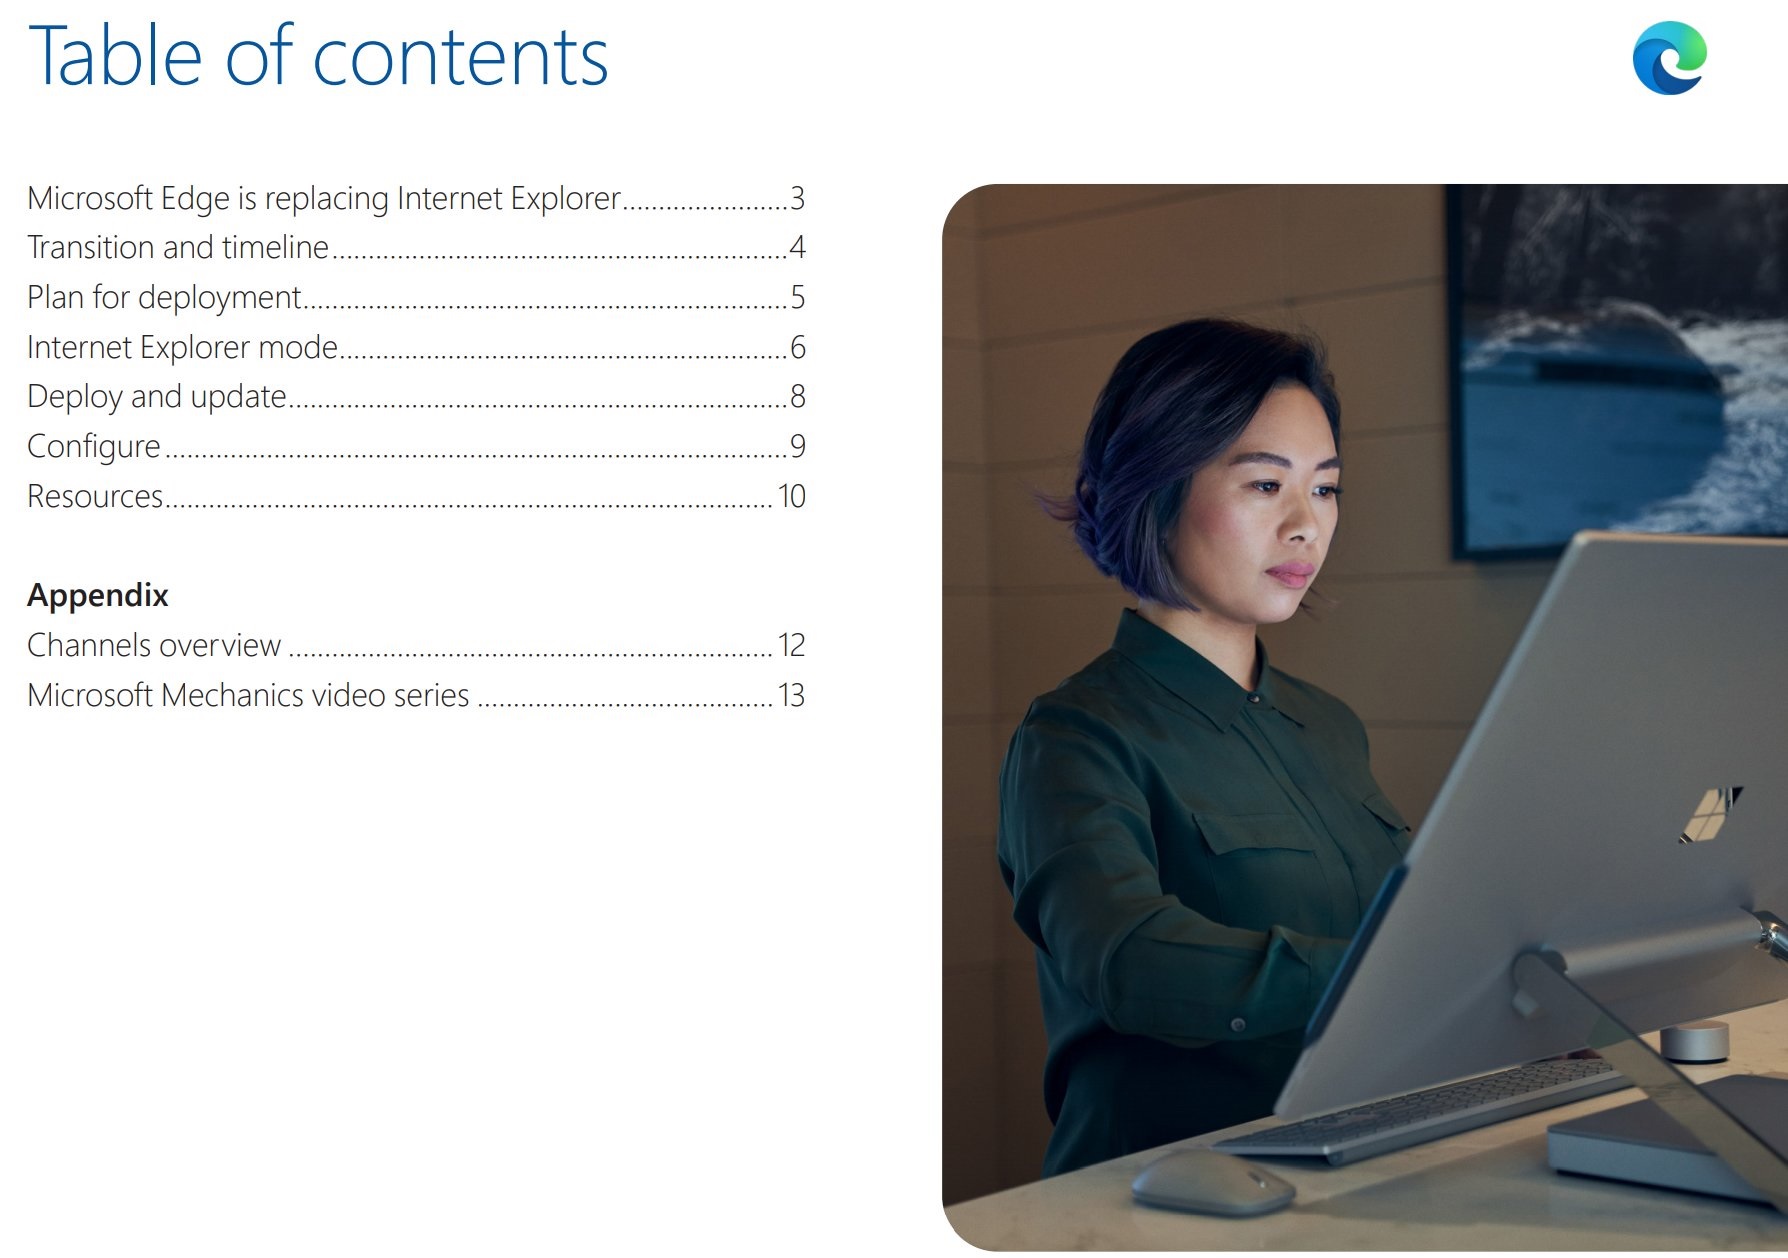 Table of contents
Microsoft Edge is replacing Internet Explorer......................3
Transition and timeline..............................................................4
Plan for deployment..................................................................5
Internet Explorer mode.............................................................6
Deploy and update....................................................................8
Configure.....................................................................................9
Resources................................................................................... 10
Appendix
Channels overview .................................................................. 12
Microsoft Mechanics video series ......................................... 13